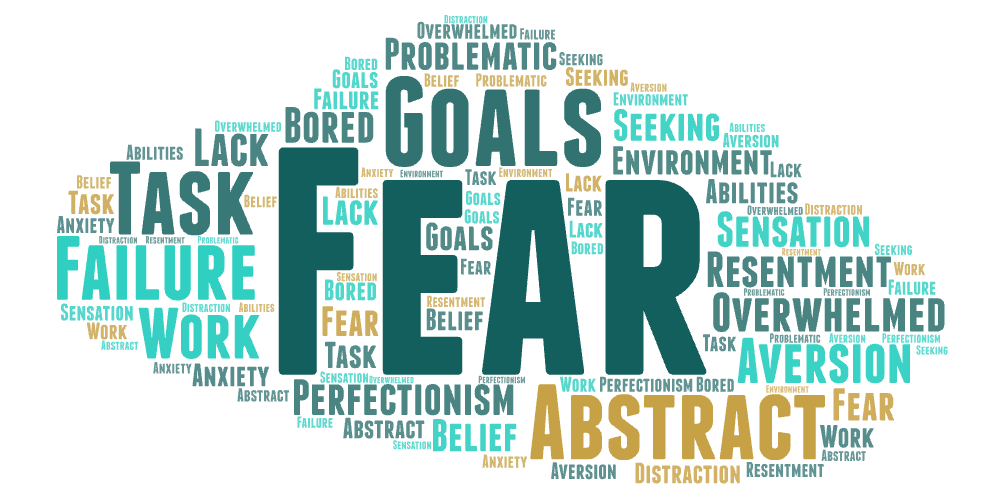 DISTRACTION
OVERWHELMED FAILURE
PROBLEMATIC SEEKING
BORED
GOALS BELIEF PROBLEMATIC SEEKING
AVERSION
FAILURE GOALS ENVIRONMENT
OVERWHELMED BORED SEEKING ABILITIES
AVERSION
ABILITIES LACK ENVIRONMENT LACK
TASK FEAR
ANXIETY ENVIRONMENT TASK ENVIRONMENT LACK
BELIEF
TASK BELIEF ABILITIES GOALS FEAR ABILITIES
LACK GOALS OVERWHELMED DISTRACTION
ANXIETY GOALS LACK SENSATION
DISTRACTION RESENTMENT PROBLEMATIC BORED RESENTMENT SEEKING
FAILURE FEAR RESENTMENT WORK
SENSATION
BORED PROBLEMATIC PERFECTIONISM FAILURE
SENSATION DISTRACTION ABILITIES RESENTMENT OVERWHELMED
WORK WORK FEAR BELIEF
ABSTRACT TASK TASK PROBLEMATIC AVERSION PERFECTIONISM
AVERSION SEEKING
ANXIETY ANXIETY SENSATION OVERWHELMED PERFECTIONISM WORK PERFECTIONISM BORED
ABSTRACT PERFECTIONISM ABSTRACT ENVIRONMENT FEAR
FAILURE ABSTRACT BELIEF WORK
SENSATION ABSTRACT
ANXIETY AVERSION DISTRACTION RESENTMENT